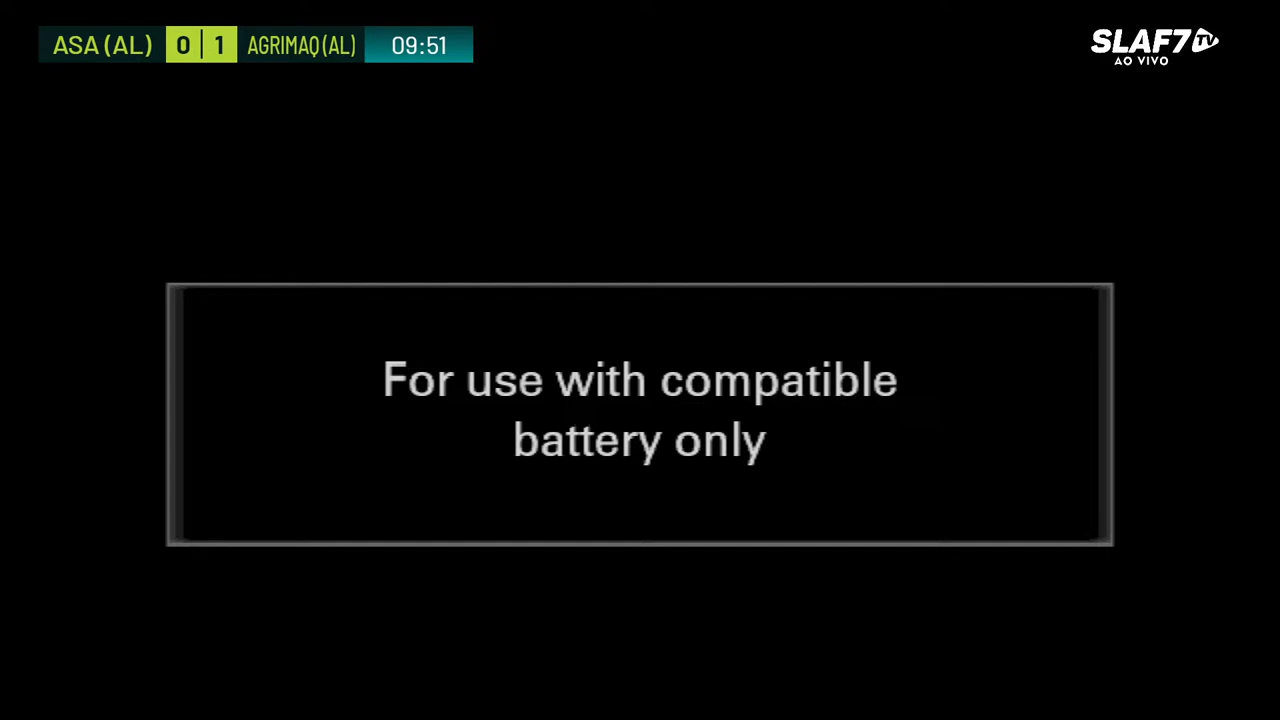 ASA (AL) 0 1 AGRIMAQ (AL) 09:51
SLAF7 TV
AO VIVO
For use with compatible
battery only